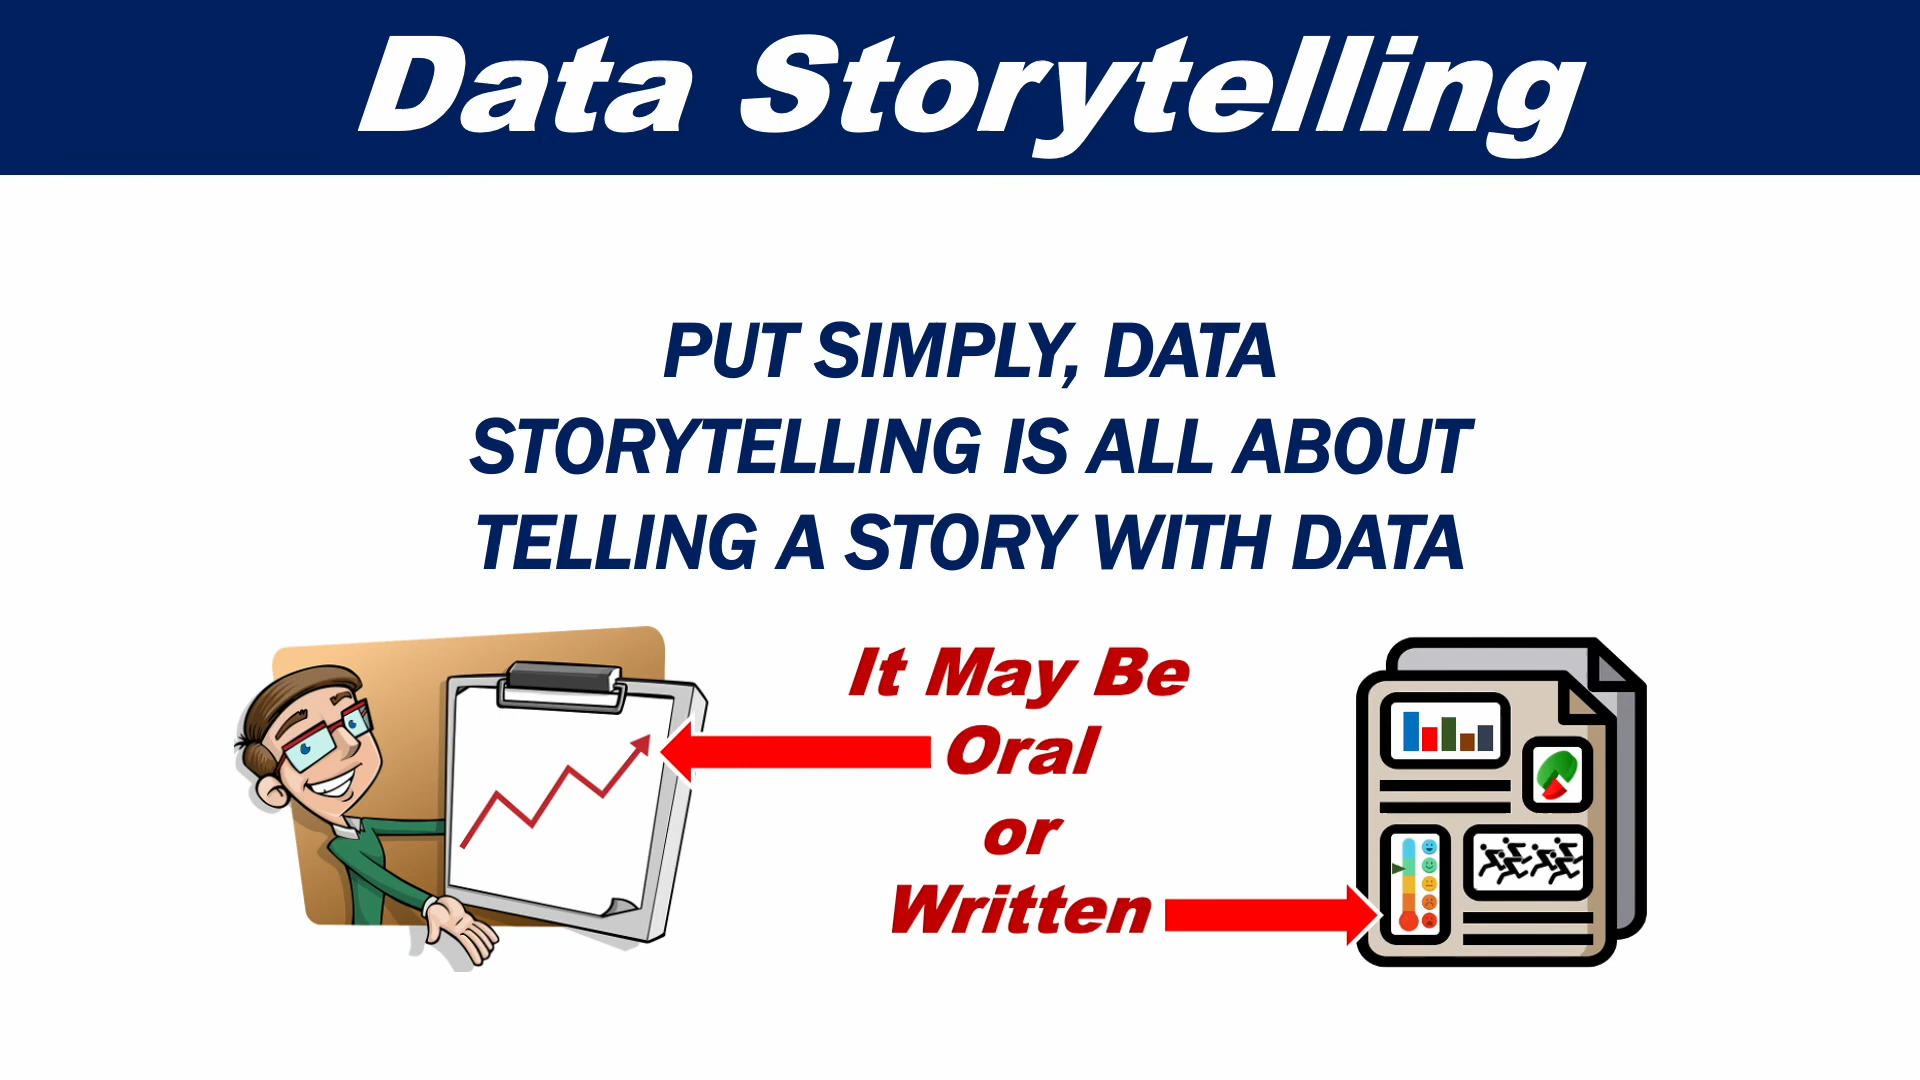 Data Storytelling
PUT SIMPLY, DATA
STORYTELLING IS ALL ABOUT
TELLING A STORY WITH DATA
It May Be
Oral
or
Written